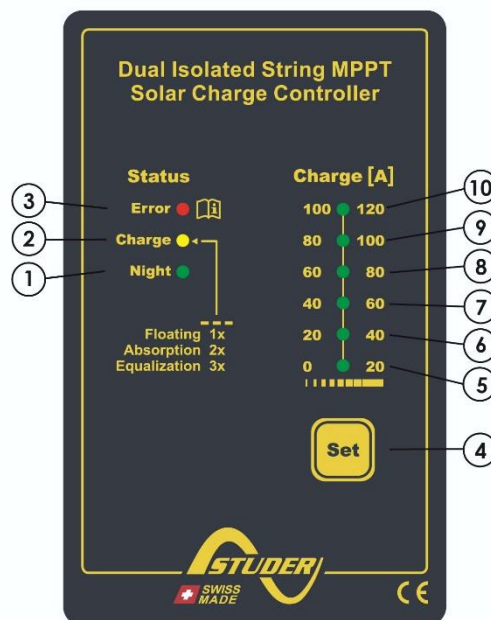 Dual Isolated String MPPT
Solar Charge Controller
Status
3 Error
2 Charge
1 Night
Floating 1x
Absorption 2x
Equalization 3x
Charge [A]
100 120 10
80 100 9
60 80 8
40 60 7
20 40 6
0 20 5
Set 4
STUDER
SWISS
MADE
CE